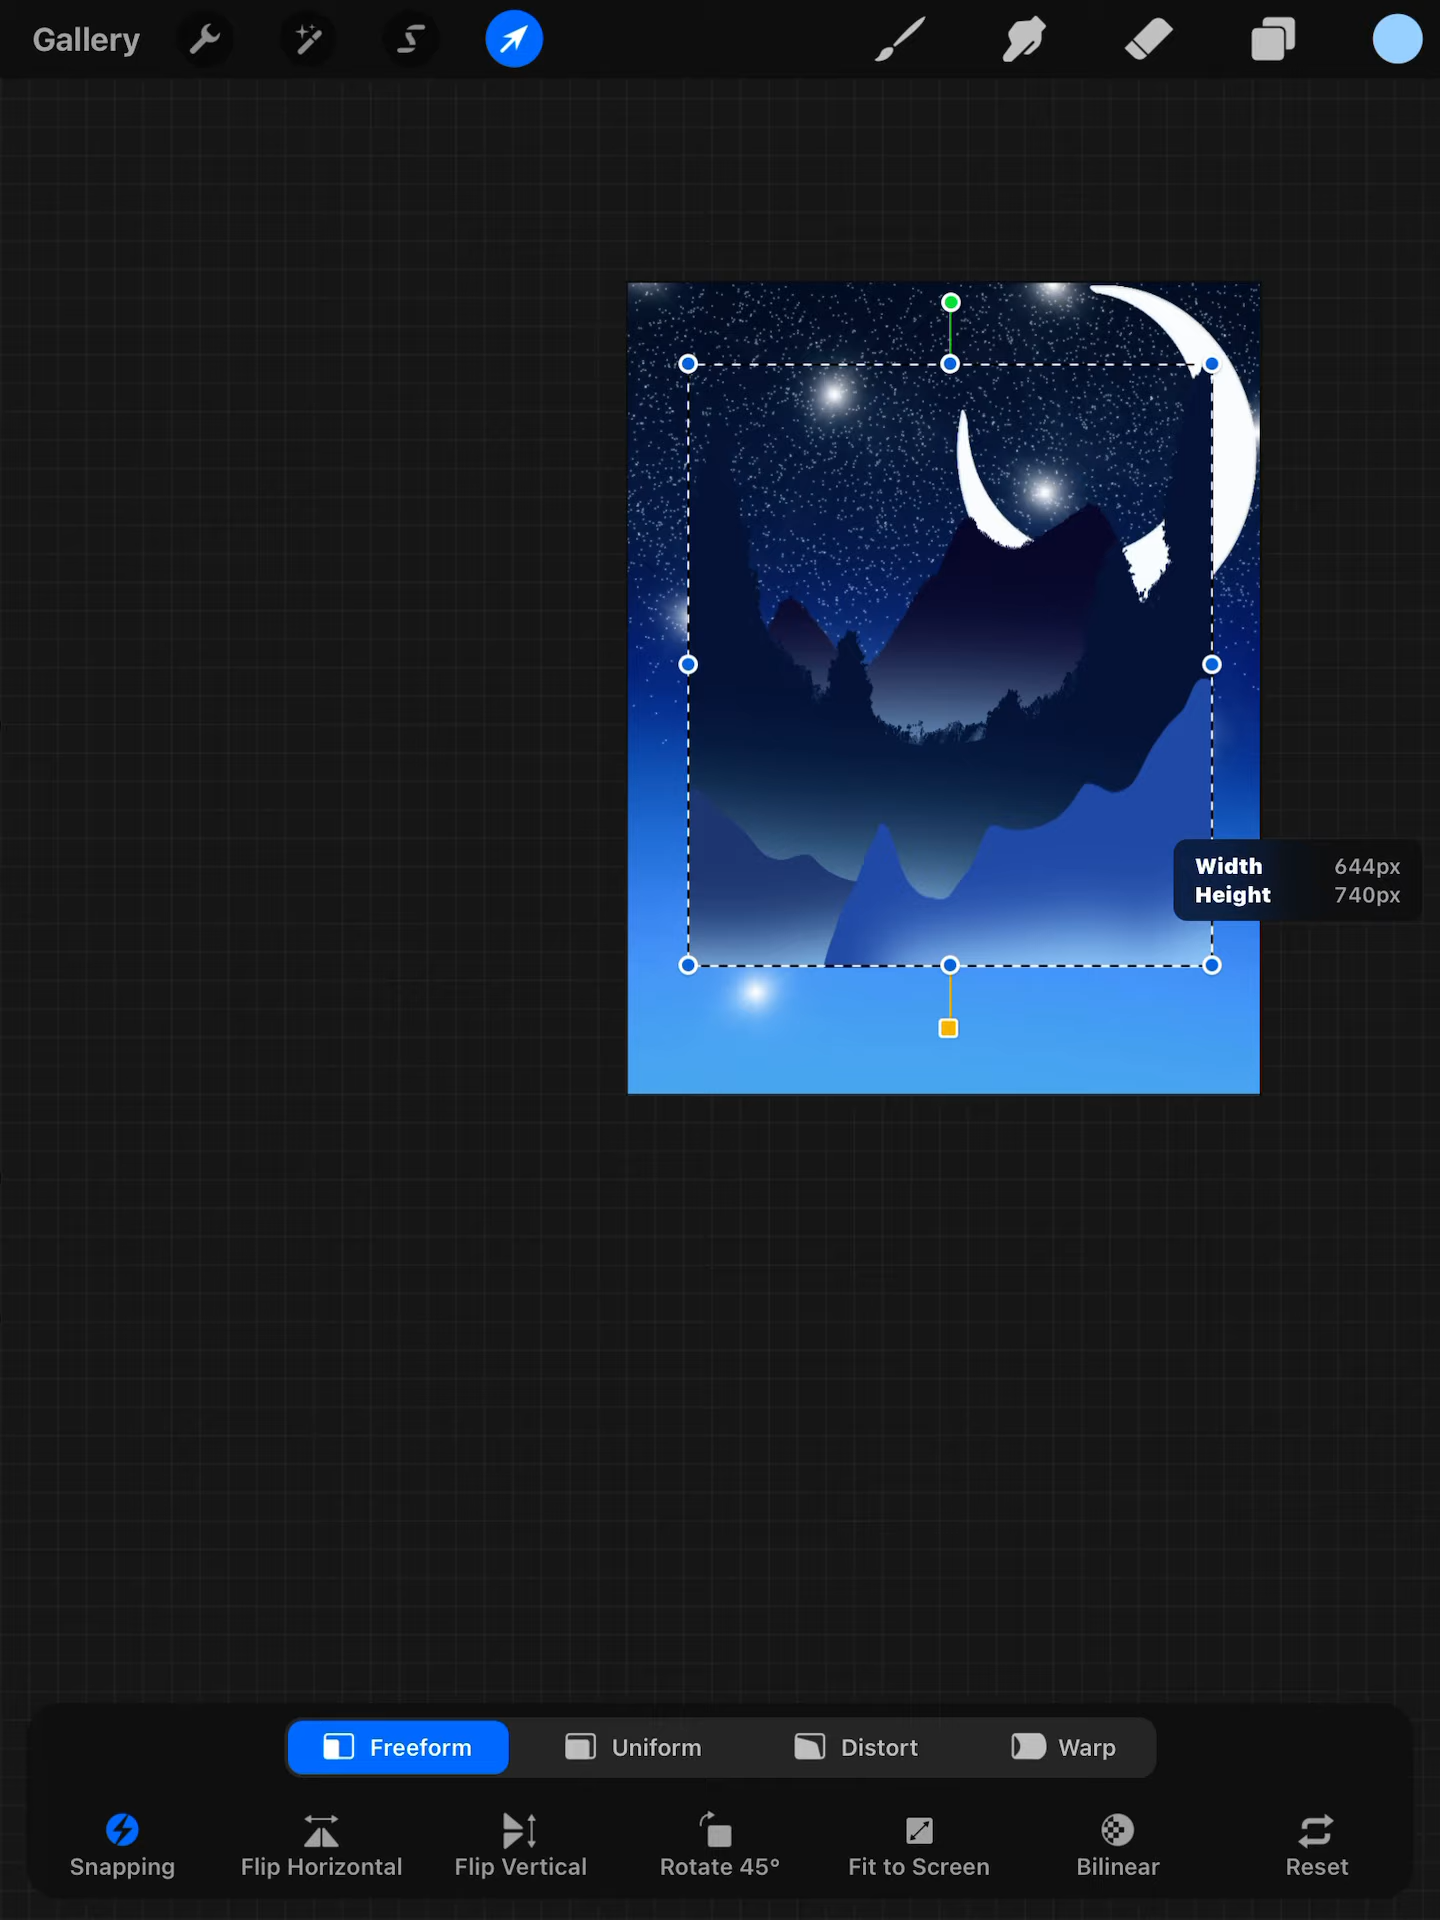 Gallery
Width 644px
Height 740px
Freeform Uniform Distort Warp
Snapping Flip Horizontal Flip Vertical Rotate 45° Fit to Screen Bilinear Reset